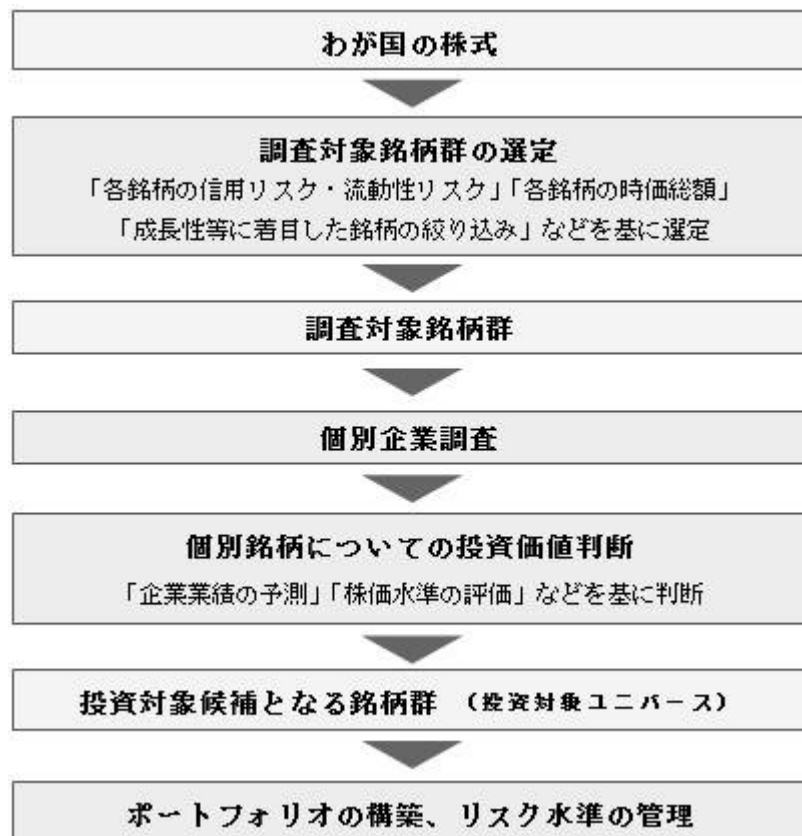 わが国の株式
調査対象銘柄群の選定
「各銘柄の信用リスク・流動性リスク」「各銘柄の時価総額」
「成長性等に着目した銘柄の絞り込み」などを基に選定
調査対象銘柄群
個別企業調査
個別銘柄についての投資価値判断
「企業業績の予測」「株価水準の評価」などを基に判断
投資対象候補となる銘柄群 （投資対象ユニバース）
ポートフォリオの構築、リスク水準の管理